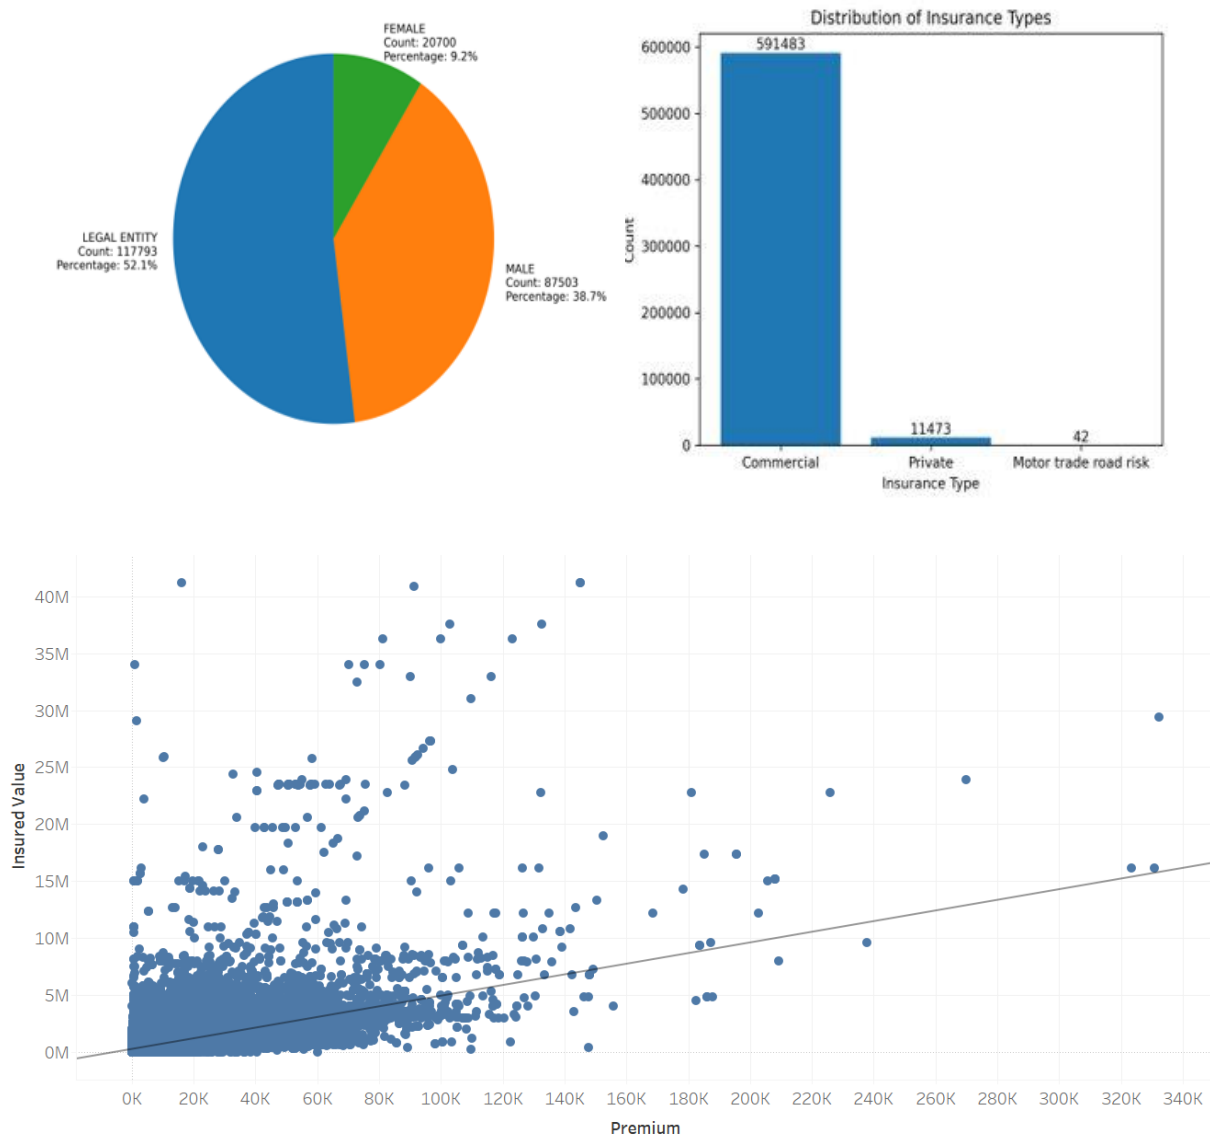 FEMALE
Count: 20700
Percentage: 9.2%
LEGAL ENTITY
Count: 117793
Percentage: 52.1%
MALE
Count: 87503
Percentage: 38.7%
Distribution of Insurance Types
600000
500000
400000
300000
200000
100000
0
Count
591483
11473
42
Commercial Private Motor trade road risk
Insurance Type
40M
35M
30M
25M
20M
15M
10M
5M
0M
Insured Value
0K 20K 40K 60K 80K 100K 120K 140K 160K 180K 200K 220K 240K 260K 280K 300K 320K 340K
Premium